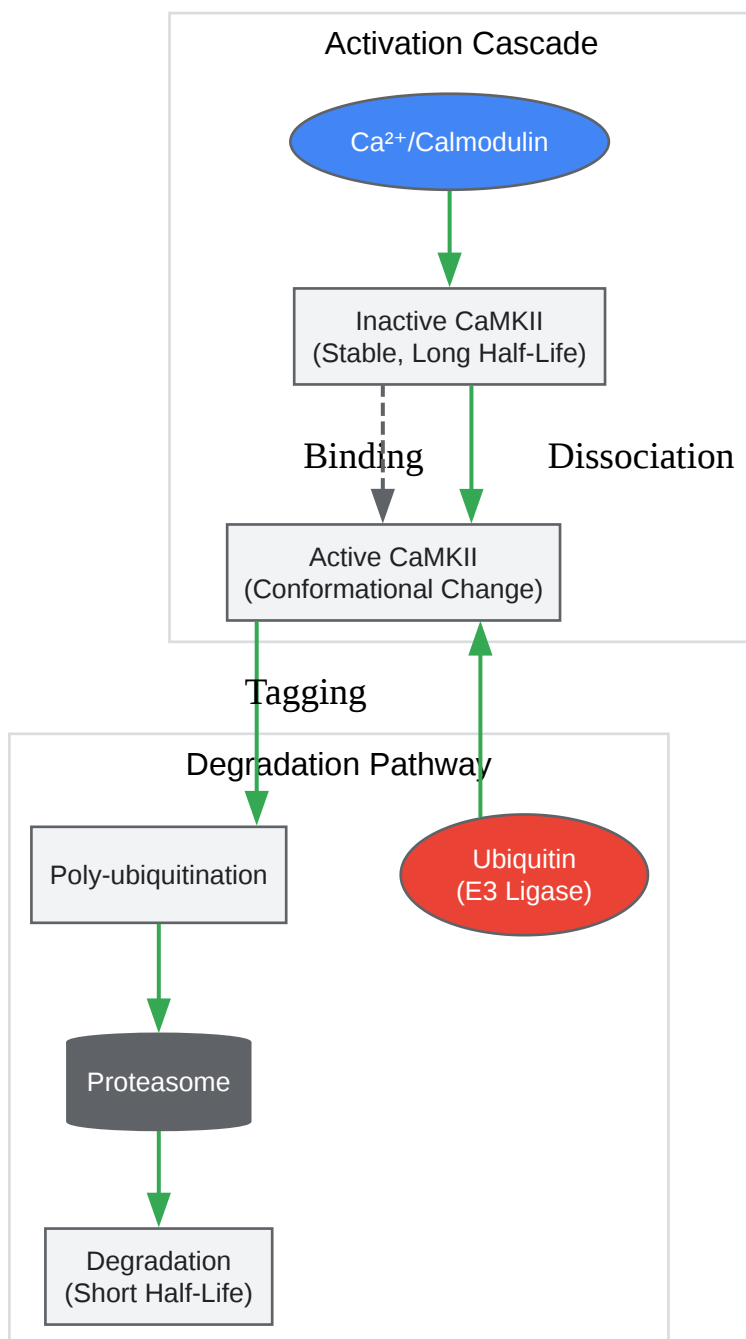 Activation Cascade
Ca²⁺/Calmodulin
Inactive CaMKII
(Stable, Long Half-Life)
Binding
Dissociation
Active CaMKII
(Conformational Change)
Tagging
Degradation Pathway
Poly-ubiquitination
Ubiquitin
(E3 Ligase)
Proteasome
Degradation
(Short Half-Life)